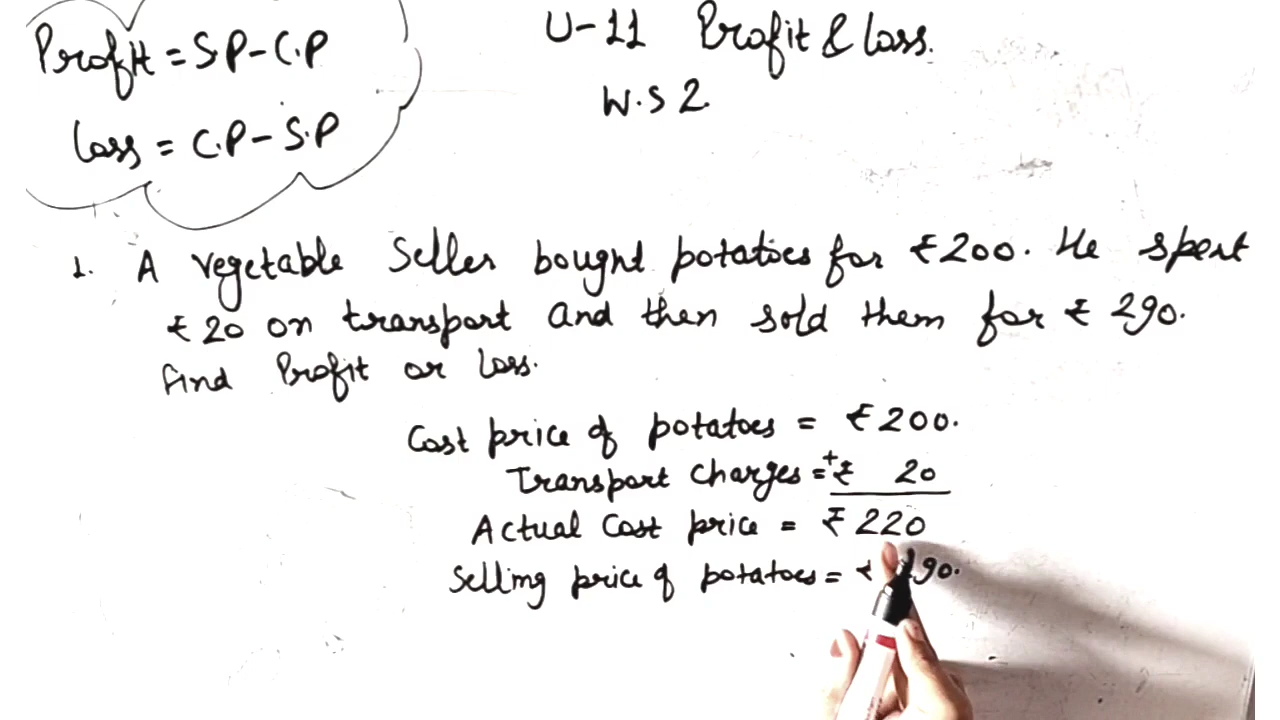 Profit = S.P - C.P
Loss = C.P - S.P
U-11 Profit & Loss.
W.S 2.
1. A vegetable Seller bought potatoes for ₹200. He spent
₹20 on transport and then sold them for ₹ 290.
Find Profit or Loss.
Cost price of potatoes = ₹200.
Transport Charges = + ₹ 20
Actual Cost price = ₹220
Selling price of potatoes = ₹ 90.